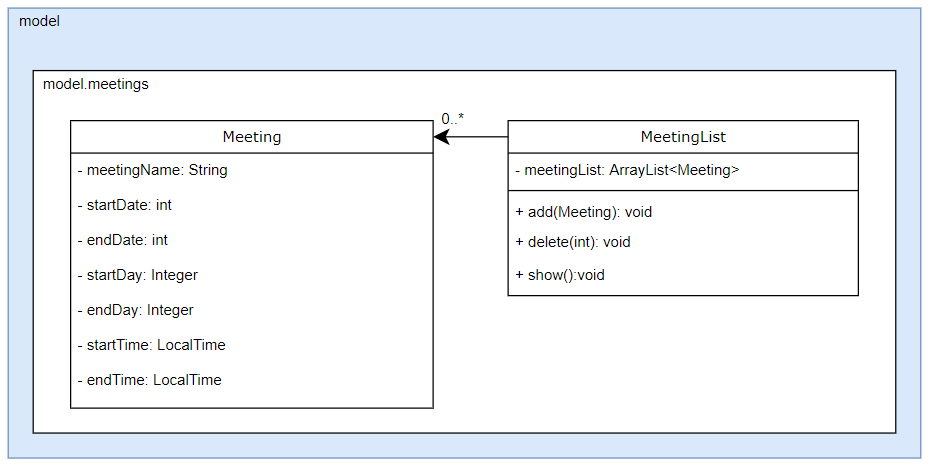 model
model.meetings
Meeting
- meetingName: String
- startDate: int
- endDate: int
- startDay: Integer
- endDay: Integer
- startTime: LocalTime
- endTime: LocalTime
0..*
MeetingList
- meetingList: ArrayList<Meeting>
+ add(Meeting): void
+ delete(int): void
+ show():void